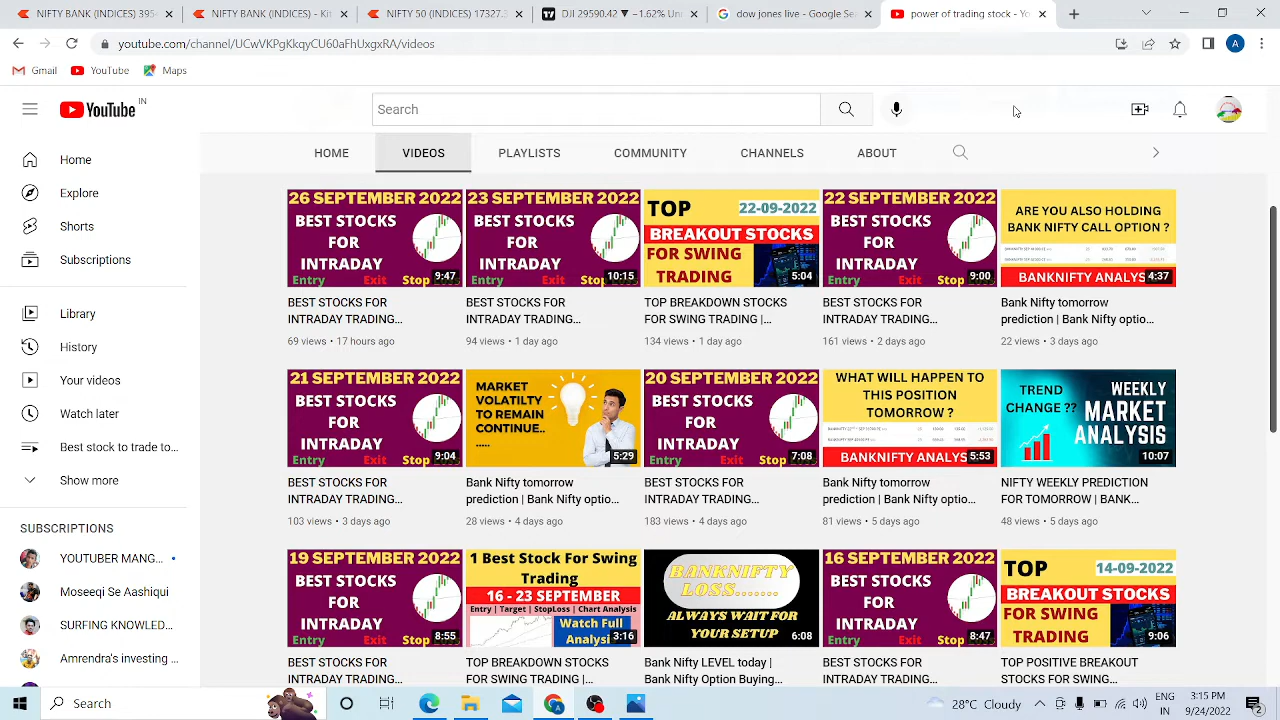 NIFTY BANK (INDICES) 395
NIFTY BANK (INDICES) 395
NIFTY 50 (INDICES) 17327.3
DJI 29590.42 ▼ −1.62% Un
dow jones live - Google Se
power of trading stock - Yo
youtube.com/channel/UCwVKPgKkqyCU60aFhUxgxRA/videos
A
Gmail
YouTube
Maps
YouTube IN
Search
Home
Explore
Shorts
Subscriptions
Library
History
Your videos
Watch later
Best stock to trade to...
Show more
SUBSCRIPTIONS
YOUTUBER MANG...
Moseeqi Se Aashiqui
SURFING KNOWLED...
Amrendra's investing ...
HOME
VIDEOS
PLAYLISTS
COMMUNITY
CHANNELS
ABOUT
26 SEPTEMBER 2022
BEST STOCKS
FOR
INTRADAY
Entry Exit Stop
9:47
BEST STOCKS FOR
INTRADAY TRADING...
69 views • 17 hours ago
23 SEPTEMBER 2022
BEST STOCKS
FOR
INTRADAY
Entry Exit Stop
10:15
BEST STOCKS FOR
INTRADAY TRADING...
94 views • 1 day ago
TOP 22-09-2022
BREAKOUT STOCKS
FOR SWING
TRADING
5:04
TOP BREAKDOWN STOCKS
FOR SWING TRADING |...
134 views • 1 day ago
22 SEPTEMBER 2022
BEST STOCKS
FOR
INTRADAY
Entry Exit Stop
9:00
BEST STOCKS FOR
INTRADAY TRADING...
161 views • 2 days ago
ARE YOU ALSO HOLDING
BANK NIFTY CALL OPTION ?
BANKNIFTY ANALYS
4:37
Bank Nifty tomorrow
prediction | Bank Nifty optio...
22 views • 3 days ago
21 SEPTEMBER 2022
BEST STOCKS
FOR
INTRADAY
Entry Exit Stop
9:04
BEST STOCKS FOR
INTRADAY TRADING...
103 views • 3 days ago
MARKET
VOLATILTY
TO REMAIN
CONTINUE..
.....
5:29
Bank Nifty tomorrow
prediction | Bank Nifty optio...
28 views • 4 days ago
20 SEPTEMBER 2022
BEST STOCKS
FOR
INTRADAY
Entry Exit Stop
7:08
BEST STOCKS FOR
INTRADAY TRADING...
183 views • 4 days ago
WHAT WILL HAPPEN TO
THIS POSITION
TOMORROW ?
BANKNIFTY ANALYS
5:53
Bank Nifty tomorrow
prediction | Bank Nifty optio...
81 views • 5 days ago
TREND
CHANGE ??
WEEKLY
MARKET
ANALYSIS
10:07
NIFTY WEEKLY PREDICTION
FOR TOMORROW | BANK...
48 views • 5 days ago
19 SEPTEMBER 2022
BEST STOCKS
FOR
INTRADAY
Entry Exit Stop
8:55
BEST STOCKS FOR
INTRADAY TRADING...
1 Best Stock For Swing
Trading
16 - 23 SEPTEMBER
Entry | Target | StopLoss | Chart Analysis
Watch Full
Analysi
3:16
TOP BREAKDOWN STOCKS
FOR SWING TRADING |...
BANKNIFTY
LOSS.......
ALWAYS WAIT FOR
YOUR SETUP
6:08
Bank Nifty LEVEL today |
Bank Nifty Option Buying...
16 SEPTEMBER 2022
BEST STOCKS
FOR
INTRADAY
Entry Exit Stop
8:47
BEST STOCKS FOR
INTRADAY TRADING...
TOP 14-09-2022
BREAKOUT STOCKS
FOR SWING
TRADING
9:06
TOP POSITIVE BREAKOUT
STOCKS FOR SWING...
Search
28°C Cloudy
ENG
IN
3:15 PM
9/24/2022
2